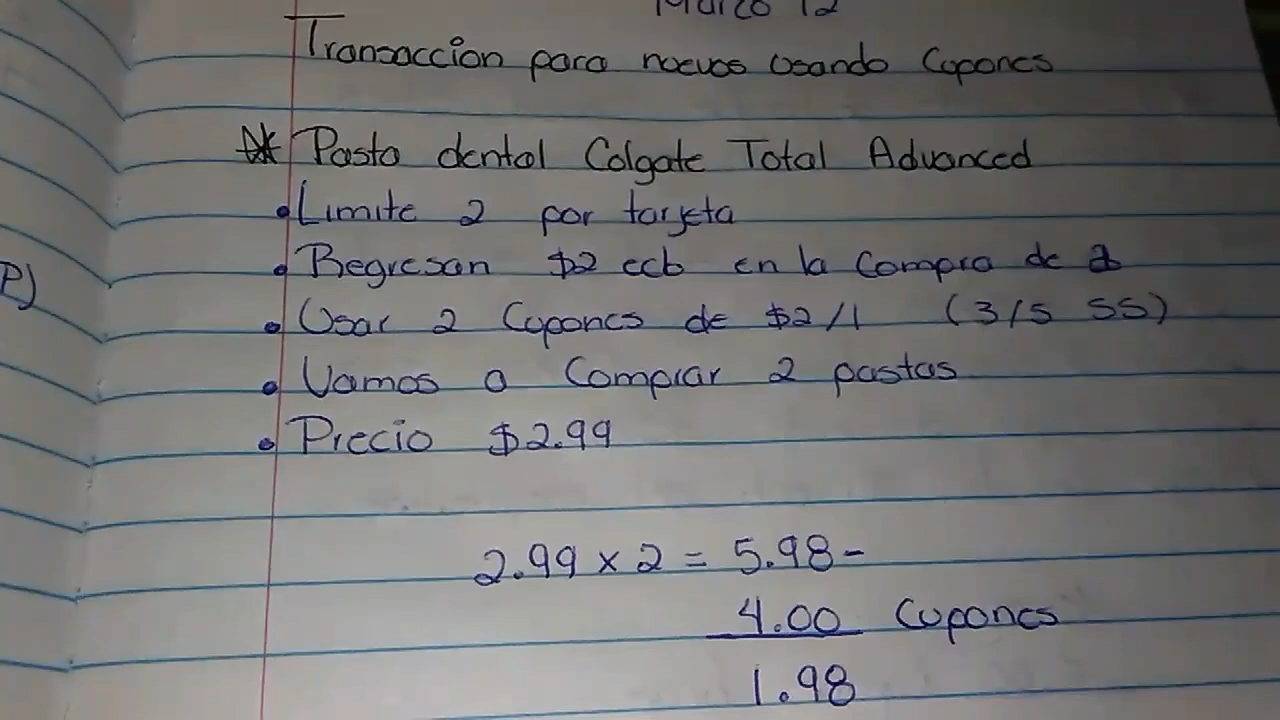 Marzo 12
Transaccion para nuevos usando Cupones
Pasta dental Colgate Total Advanced
• Limite 2 por tarjeta
P)
• Regresan $2 ecb en la compra de 2
• Usar 2 Cupones de $2/1 (3/5 SS)
• Vamos a Comprar 2 pastas
• Precio $2.99
2.99 x 2 = 5.98-
4.00 Cupones
1.98